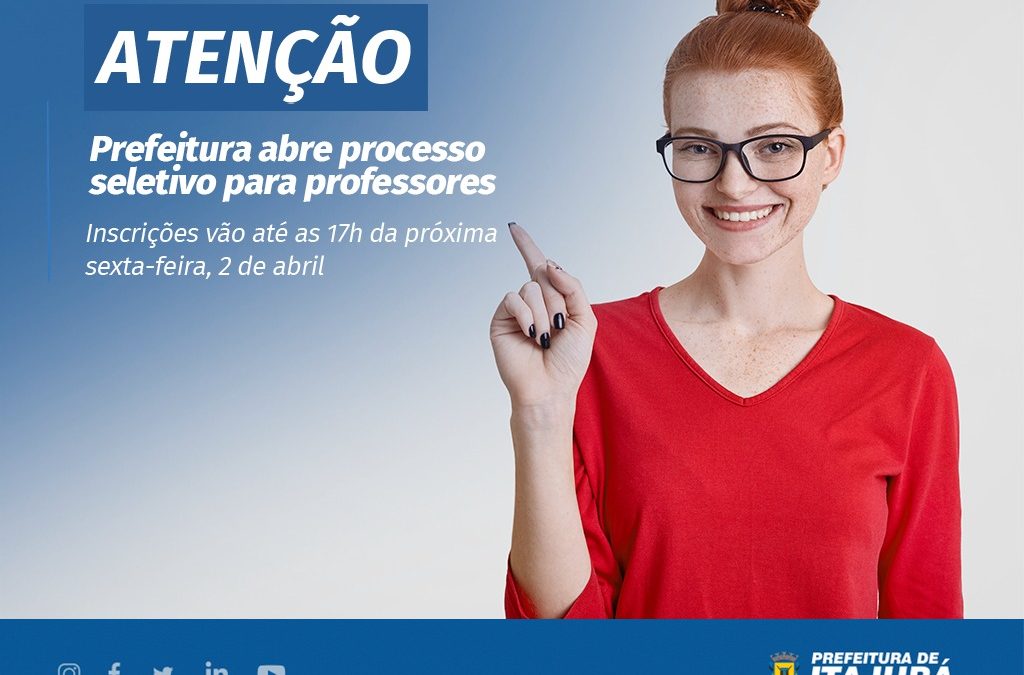 ATENÇÃO
Prefeitura abre processo
seletivo para professores
Inscrições vão até as 17h da próxima
sexta-feira, 2 de abril
PREFEITURA DE
ITAJUBÁ